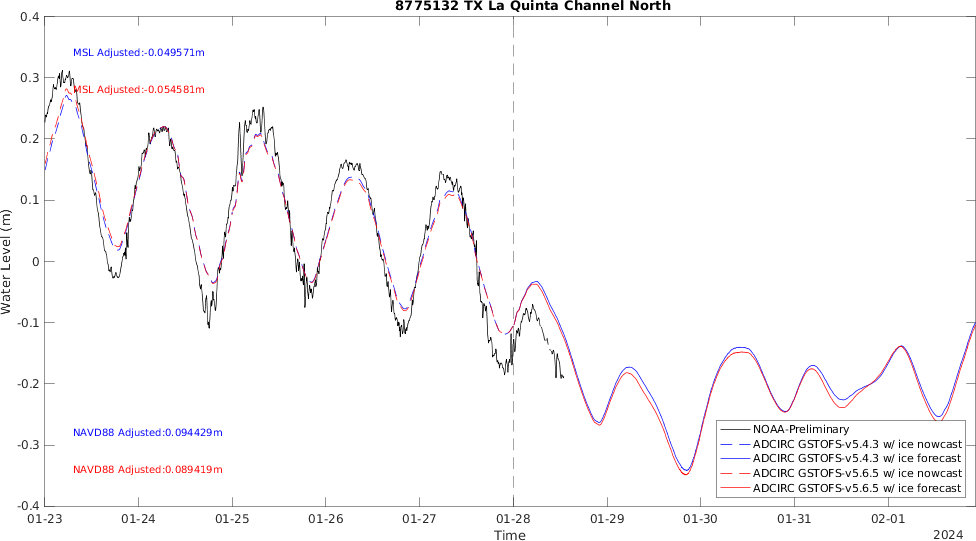 8775132 TX La Quinta Channel North
0.4
0.3
0.2
0.1
0
-0.1
-0.2
-0.3
-0.4
Water Level (m)
MSL Adjusted:-0.049571m
MSL Adjusted:-0.054581m
NAVD88 Adjusted:0.094429m
NAVD88 Adjusted:0.089419m
NOAA-Preliminary
ADCIRC GSTOFS-v5.4.3 w/ ice nowcast
ADCIRC GSTOFS-v5.4.3 w/ ice forecast
ADCIRC GSTOFS-v5.6.5 w/ ice nowcast
ADCIRC GSTOFS-v5.6.5 w/ ice forecast
01-23 01-24 01-25 01-26 01-27 01-28 01-29 01-30 01-31 02-01
Time
2024